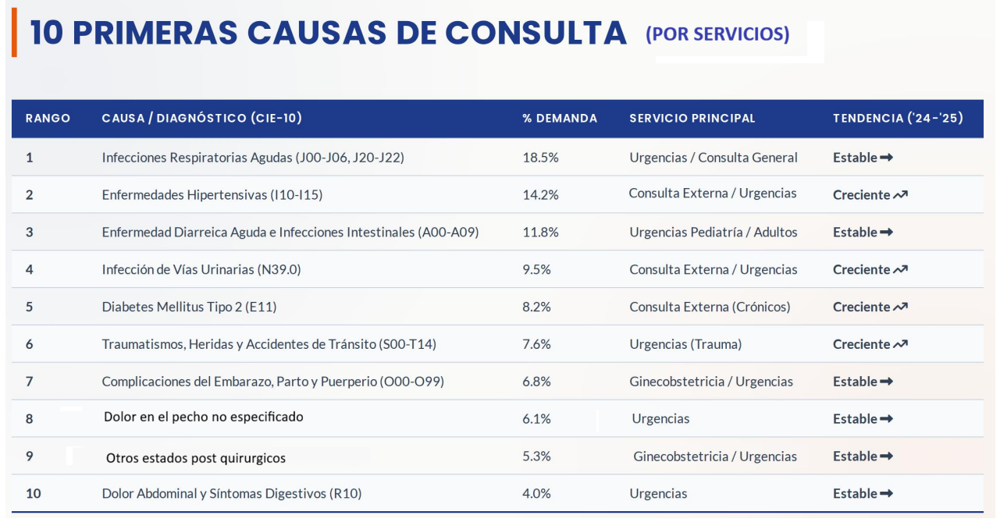 10 PRIMERAS CAUSAS DE CONSULTA (POR SERVICIOS)
RANGO CAUSA / DIAGNÓSTICO (CIE-10) % DEMANDA SERVICIO PRINCIPAL TENDENCIA ('24-'25)
1 Infecciones Respiratorias Agudas (J00-J06, J20-J22) 18.5% Urgencias / Consulta General Estable
2 Enfermedades Hipertensivas (I10-I15) 14.2% Consulta Externa / Urgencias Creciente
3 Enfermedad Diarreica Aguda e Infecciones Intestinales (A00-A09) 11.8% Urgencias Pediatría / Adultos Estable
4 Infección de Vías Urinarias (N39.0) 9.5% Consulta Externa / Urgencias Creciente
5 Diabetes Mellitus Tipo 2 (E11) 8.2% Consulta Externa (Crónicos) Creciente
6 Traumatismos, Heridas y Accidentes de Tránsito (S00-T14) 7.6% Urgencias (Trauma) Creciente
7 Complicaciones del Embarazo, Parto y Puerperio (O00-O99) 6.8% Ginecobstetricia / Urgencias Estable
8 Dolor en el pecho no especificado 6.1% Urgencias Estable
9 Otros estados post quirurgicos 5.3% Ginecobstetricia / Urgencias Estable
10 Dolor Abdominal y Síntomas Digestivos (R10) 4.0% Urgencias Estable